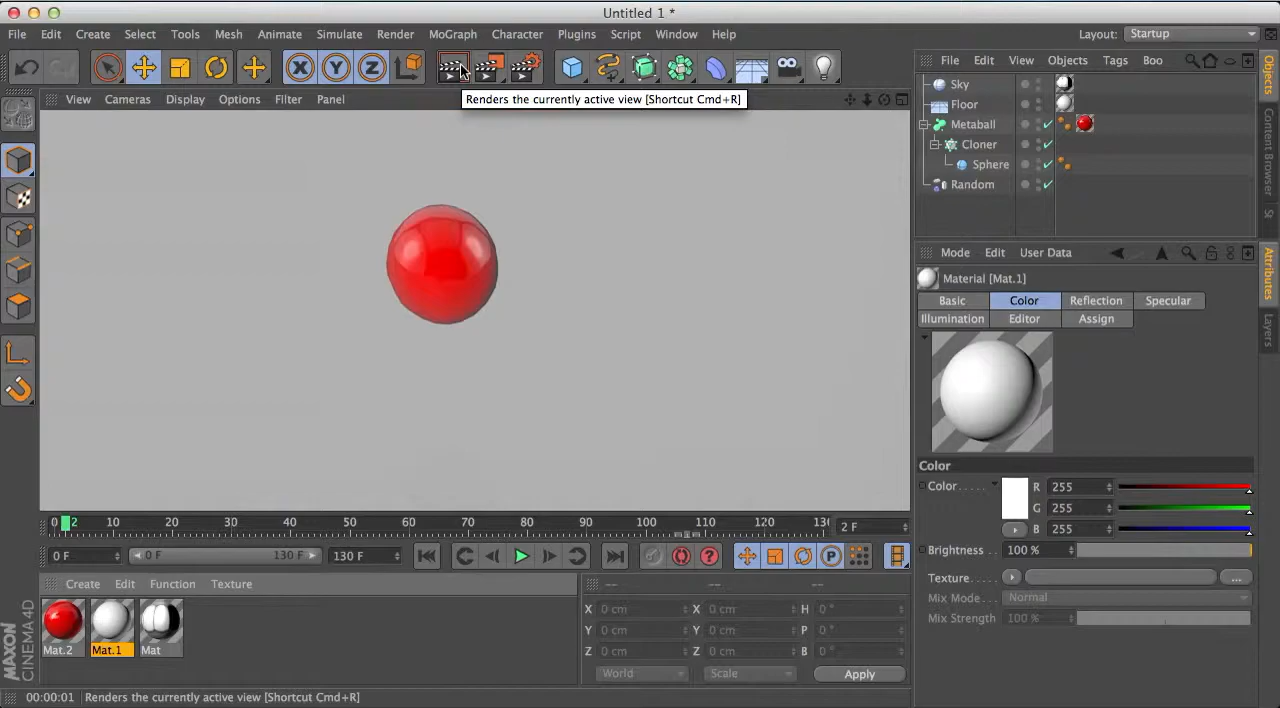 Untitled 1 *
File Edit Create Select Tools Mesh Animate Simulate Render MoGraph Character Plugins Script Window Help Layout: Startup
X Y Z
File Edit View Objects Tags Boo
View Cameras Display Options Filter Panel
Renders the currently active view [Shortcut Cmd+R]
Sky
Floor
Metaball
Cloner
Sphere
Random
Objects
Content Browser
St
Mode Edit User Data
Material [Mat.1]
Basic Color Reflection Specular
Illumination Editor Assign
Attributes
Layers
Color
Color R 255
G 255
B 255
Brightness 100 %
Texture ...
Mix Mode Normal
Mix Strength 100 %
0 2 10 20 30 40 50 60 70 80 90 100 110 120 2 F
0 F 0 F 130 F 130 F ? P
Create Edit Function Texture
Mat.2 Mat.1 Mat
-- -- --
X 0 cm X 0 cm H 0 °
Y 0 cm Y 0 cm P 0 °
Z 0 cm Z 0 cm B 0 °
World Scale Apply
MAXON
CINEMA 4D
00:00:01 Renders the currently active view [Shortcut Cmd+R]